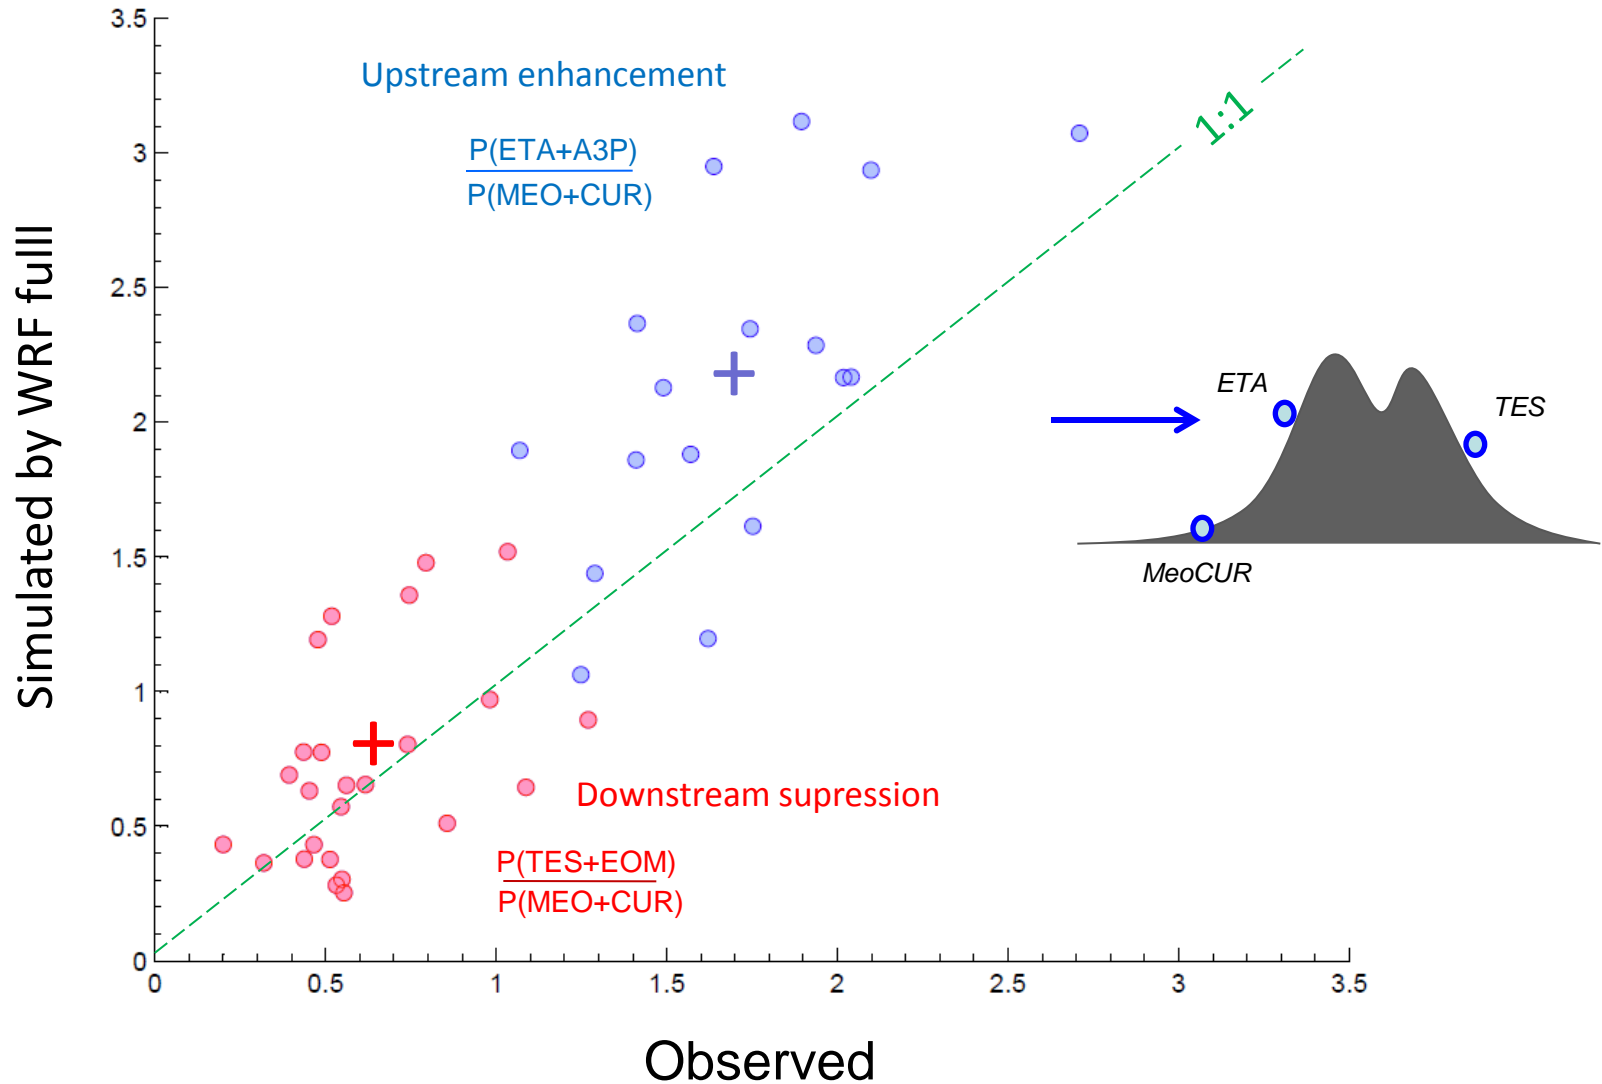 3.5
3
2.5
2
1.5
1
0.5
0
Simulated by WRF fulll
Upstream enhancement
P(ETA+A3P)
P(MEO+CUR)
1:1
ETA
TES
MeoCUR
Downstream supression
P(TES+EOM)
P(MEO+CUR)
0 0.5 1 1.5 2 2.5 3 3.5
Observed